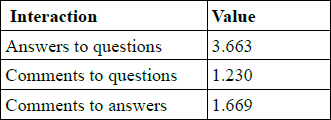 Interaction Value
Answers to questions 3.663
Comments to questions 1.230
Comments to answers 1.669